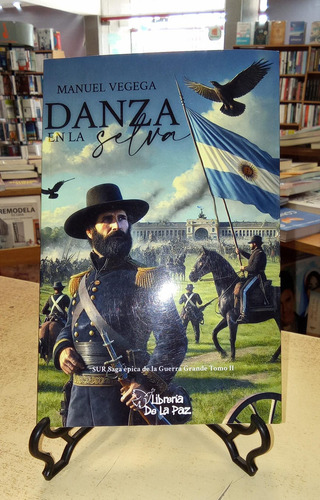 MANUEL VEGEGA
DANZA
EN LA selva
SUR Saga épica de la Guerra Grande Tomo II
Librería
De La Paz
REMODELA